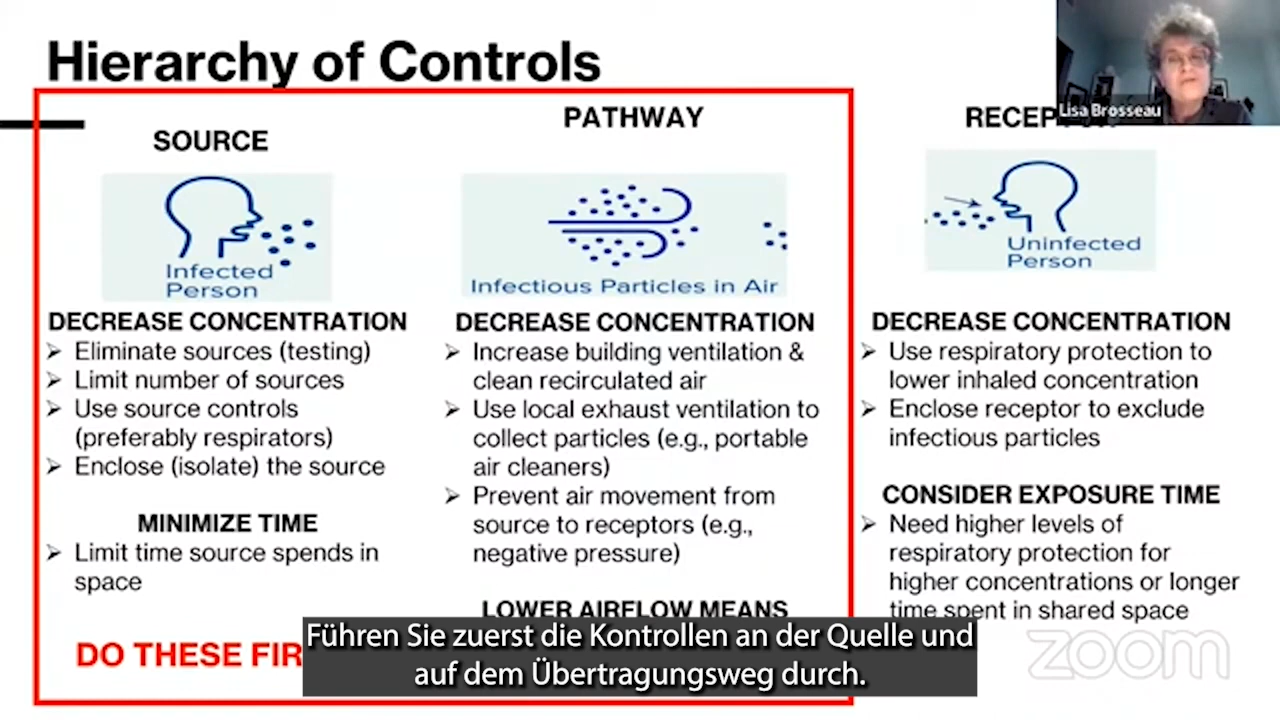 Hierarchy of Controls
Lisa Brosseau
SOURCE
Infected
Person
DECREASE CONCENTRATION
➢ Eliminate sources (testing)
➢ Limit number of sources
➢ Use source controls
(preferably respirators)
➢ Enclose (isolate) the source
MINIMIZE TIME
➢ Limit time source spends in
space
DO THESE FIR
PATHWAY
Infectious Particles in Air
DECREASE CONCENTRATION
➢ Increase building ventilation &
clean recirculated air
➢ Use local exhaust ventilation to
collect particles (e.g., portable
air cleaners)
➢ Prevent air movement from
source to receptors (e.g.,
negative pressure)
LOWER AIRFLOW MEANS
Uninfected
Person
DECREASE CONCENTRATION
➢ Use respiratory protection to
lower inhaled concentration
➢ Enclose receptor to exclude
infectious particles
CONSIDER EXPOSURE TIME
➢ Need higher levels of
respiratory protection for
higher concentrations or longer
time spent in shared space
Führen Sie zuerst die Kontrollen an der Quelle und
auf dem Übertragungsweg durch.
zoom